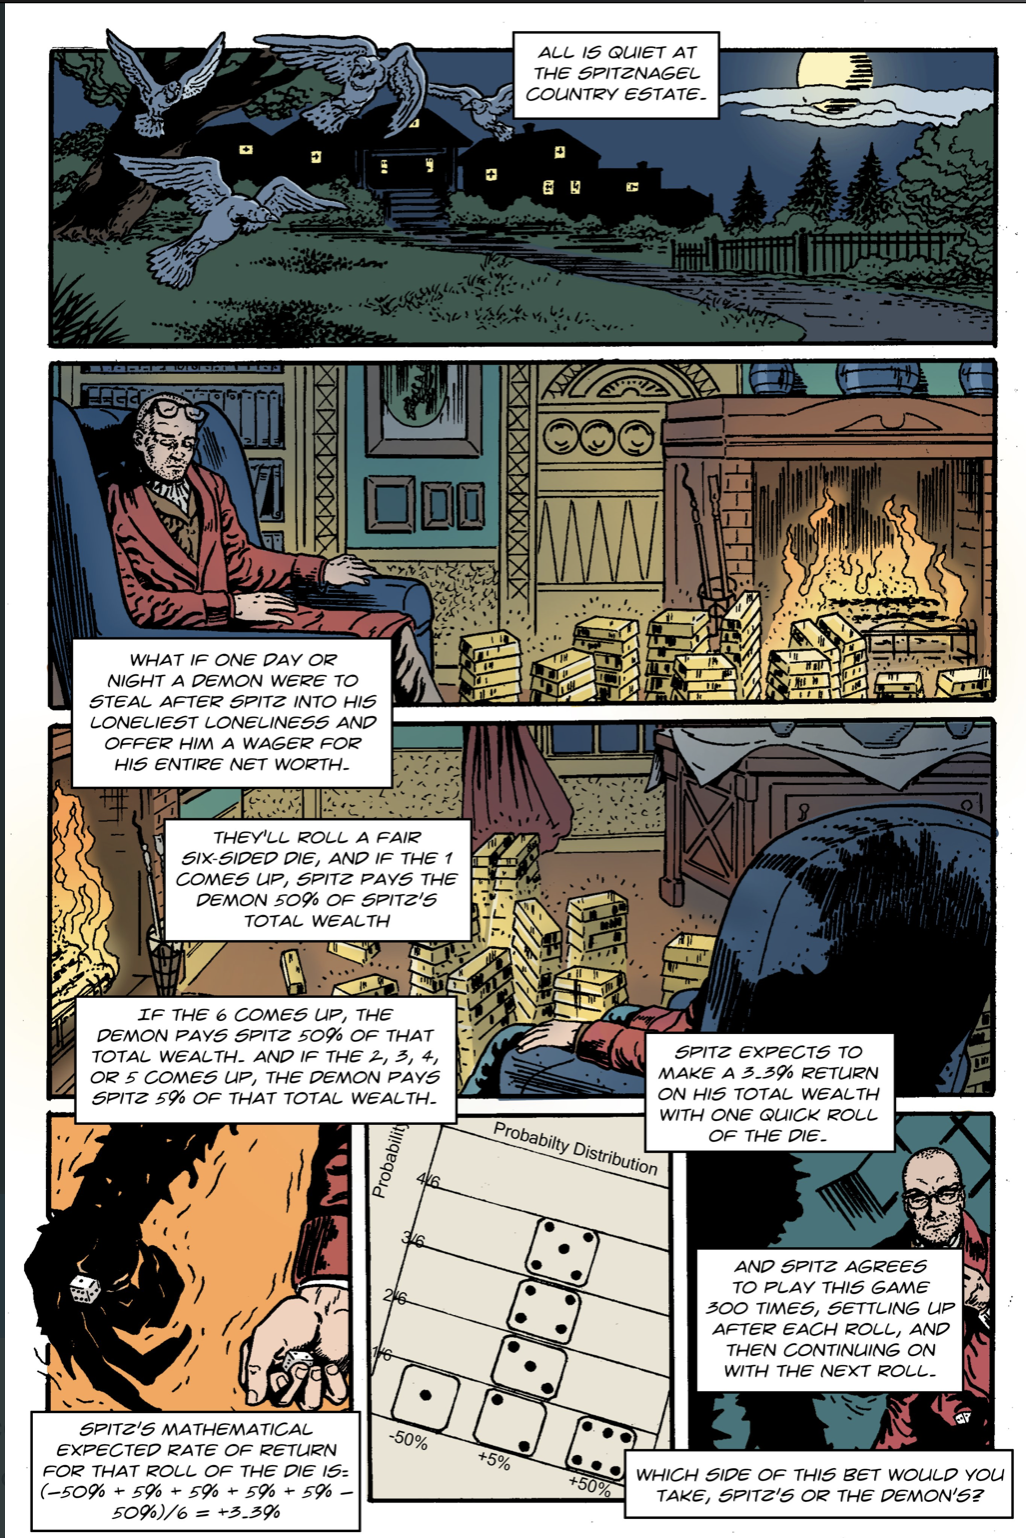 ALL IS QUIET AT
THE SPITZNAGEL
COUNTRY ESTATE.
WHAT IF ONE DAY OR
NIGHT A DEMON WERE TO
STEAL AFTER SPITZ INTO HIS
LONELIEST LONELINESS AND
OFFER HIM A WAGER FOR
HIS ENTIRE NET WORTH.
THEY'LL ROLL A FAIR
SIX-SIDED DIE, AND IF THE 1
COMES UP, SPITZ PAYS THE
DEMON 50% OF SPITZ'S
TOTAL WEALTH
IF THE 6 COMES UP, THE
DEMON PAYS SPITZ 50% OF THAT
TOTAL WEALTH. AND IF THE 2, 3, 4,
OR 5 COMES UP, THE DEMON PAYS
SPITZ 5% OF THAT TOTAL WEALTH.
SPITZ EXPECTS TO
MAKE A 3.3% RETURN
ON HIS TOTAL WEALTH
WITH ONE QUICK ROLL
OF THE DIE.
SPITZ'S MATHEMATICAL
EXPECTED RATE OF RETURN
FOR THAT ROLL OF THE DIE IS:
(-50% + 5% + 5% + 5% + 5% -
50%)/6 = +3.3%
Probabilty Distribution
Probability
4/6
3/6
2/6
1/6
-50%
+5%
+50%
AND SPITZ AGREES
TO PLAY THIS GAME
300 TIMES, SETTLING UP
AFTER EACH ROLL, AND
THEN CONTINUING ON
WITH THE NEXT ROLL.
WHICH SIDE OF THIS BET WOULD YOU
TAKE, SPITZ'S OR THE DEMON'S?